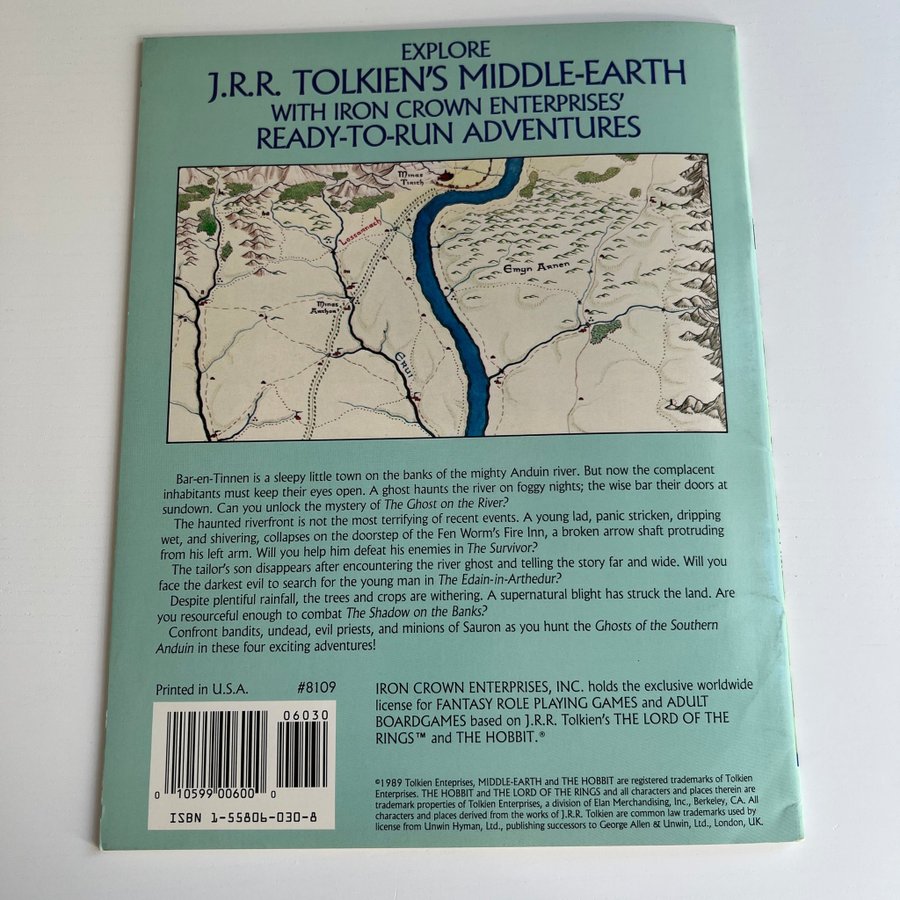 EXPLORE
J.R.R. TOLKIEN'S MIDDLE-EARTH
WITH IRON CROWN ENTERPRISES'
READY-TO-RUN ADVENTURES
Minas
Tirith
Lossarnach
Emyn Arnen
Minas
Anthor
Erui
Bar-en-Tinnen is a sleepy little town on the banks of the mighty Anduin river. But now the complacent
inhabitants must keep their eyes open. A ghost haunts the river on foggy nights; the wise bar their doors at
sundown. Can you unlock the mystery of The Ghost on the River?
The haunted riverfront is not the most terrifying of recent events. A young lad, panic stricken, dripping
wet, and shivering, collapses on the doorstep of the Fen Worm's Fire Inn, a broken arrow shaft protruding
from his left arm. Will you help him defeat his enemies in The Survivor?
The tailor's son disappears after encountering the river ghost and telling the story far and wide. Will you
face the darkest evil to search for the young man in The Edain-in-Arthedur?
Despite plentiful rainfall, the trees and crops are withering. A supernatural blight has struck the land. Are
you resourceful enough to combat The Shadow on the Banks?
Confront bandits, undead, evil priests, and minions of Sauron as you hunt the Ghosts of the Southern
Anduin in these four exciting adventures!
Printed in U.S.A. #8109
06030
0 10599 00600 0
ISBN 1-55806-030-8
IRON CROWN ENTERPRISES, INC. holds the exclusive worldwide
license for FANTASY ROLE PLAYING GAMES and ADULT
BOARDGAMES based on J.R.R. Tolkien's THE LORD OF THE
RINGS™ and THE HOBBIT.®
©1989 Tolkien Enteprises, MIDDLE-EARTH and THE HOBBIT are registered trademarks of Tolkien
Enterprises. THE HOBBIT and THE LORD OF THE RINGS and all characters and places therein are
trademark properties of Tolkien Enterprises, a division of Elan Merchandising, Inc., Berkeley, CA. All
characters and places derived from the works of J.R.R. Tolkien are common law trademarks used by
license from Unwin Hyman, Ltd., publishing successors to George Allen & Unwin, Ltd., London, UK.